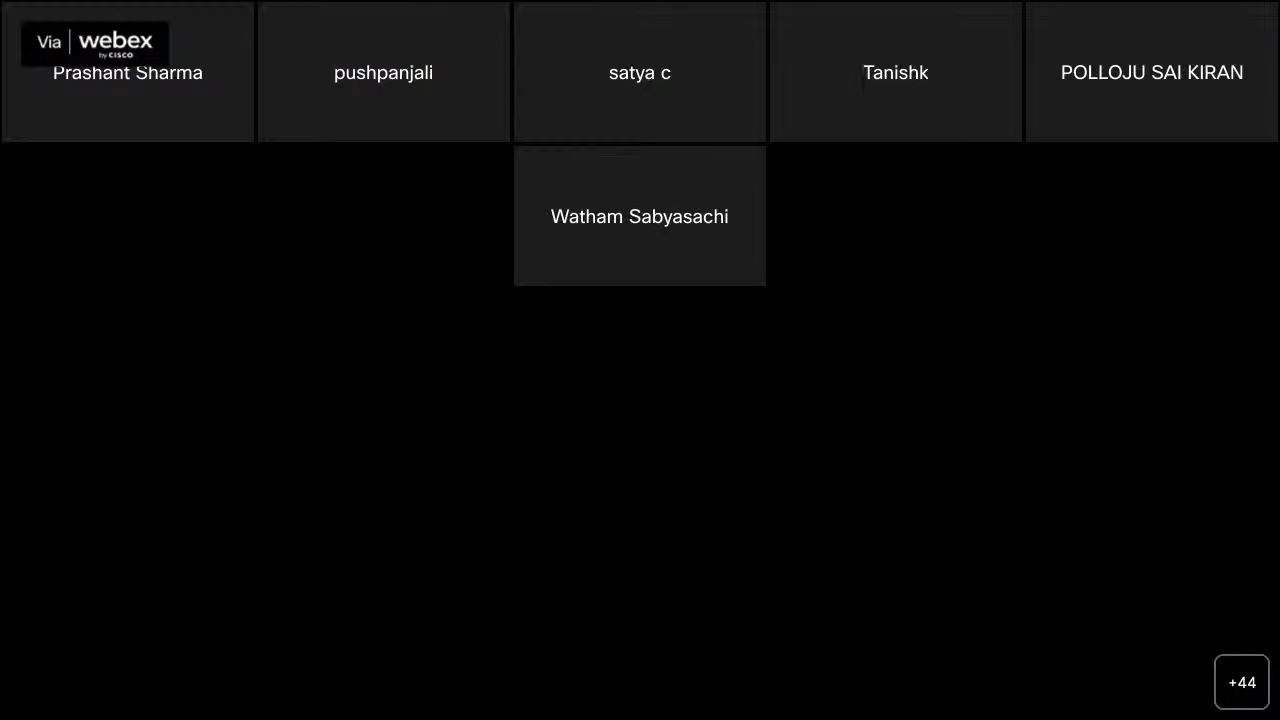 Via | webex
by CISCO
Prashant Sharma
pushpanjali
satya c
Tanishk
POLLOJU SAI KIRAN
Watham Sabyasachi
+44